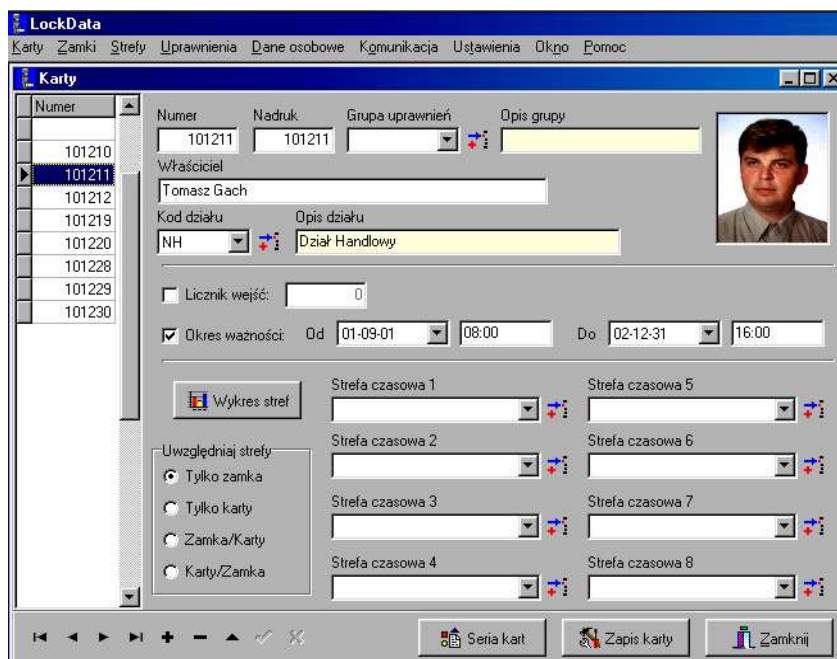 LockData
Karty Zamki Strefy Uprawnienia Dane osobowe Komunikacja Ustawienia Okno Pomoc
Karty
Numer
101210
101211
101212
101219
101220
101228
101229
101230
Numer Nadruk Grupa uprawnień Opis grupy
101211 101211
Właściciel
Tomasz Gach
Kod działu Opis działu
NH Dział Handlowy
Licznik wejść: 0
Okres ważności: Od 01-09-01 08:00 Do 02-12-31 16:00
Wykres stref
Strefa czasowa 1 Strefa czasowa 5
Strefa czasowa 2 Strefa czasowa 6
Strefa czasowa 3 Strefa czasowa 7
Strefa czasowa 4 Strefa czasowa 8
Uwzględniaj strefy
Tylko zamka
Tylko karty
Zamka/Karty
Karty/Zamka
Seria kart Zapis karty Zamknij